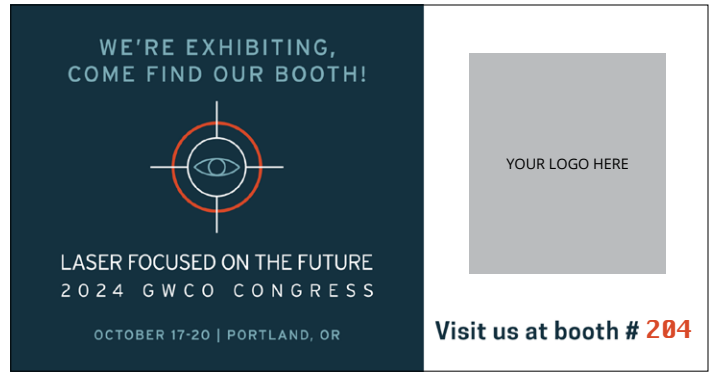 WE'RE EXHIBITING,
COME FIND OUR BOOTH!
LASER FOCUSED ON THE FUTURE
2024 GWCO CONGRESS
OCTOBER 17-20 | PORTLAND, OR
YOUR LOGO HERE
Visit us at booth # 204